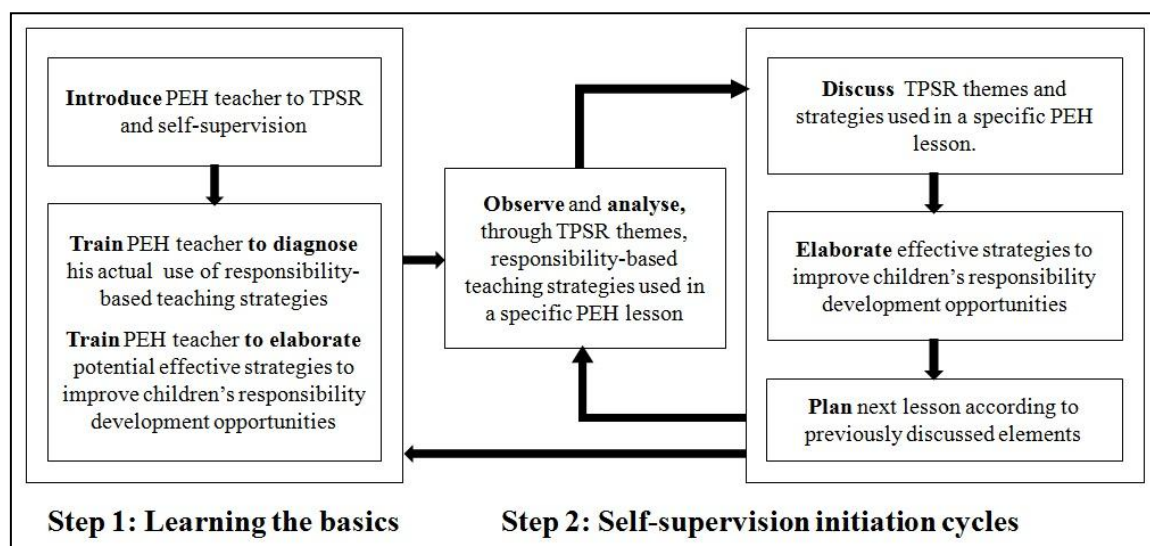 Introduce PEH teacher to TPSR
and self-supervision
Train PEH teacher to diagnose
his actual use of responsibility-
based teaching strategies
Train PEH teacher to elaborate
potential effective strategies to
improve children's responsibility
development opportunities
Observe and analyse,
through TPSR themes,
responsibility-based
teaching strategies used in
a specific PEH lesson
Discuss TPSR themes and
strategies used in a specific PEH
lesson.
Elaborate effective strategies to
improve children's responsibility
development opportunities
Plan next lesson according to
previously discussed elements
Step 1: Learning the basics
Step 2: Self-supervision initiation cycles